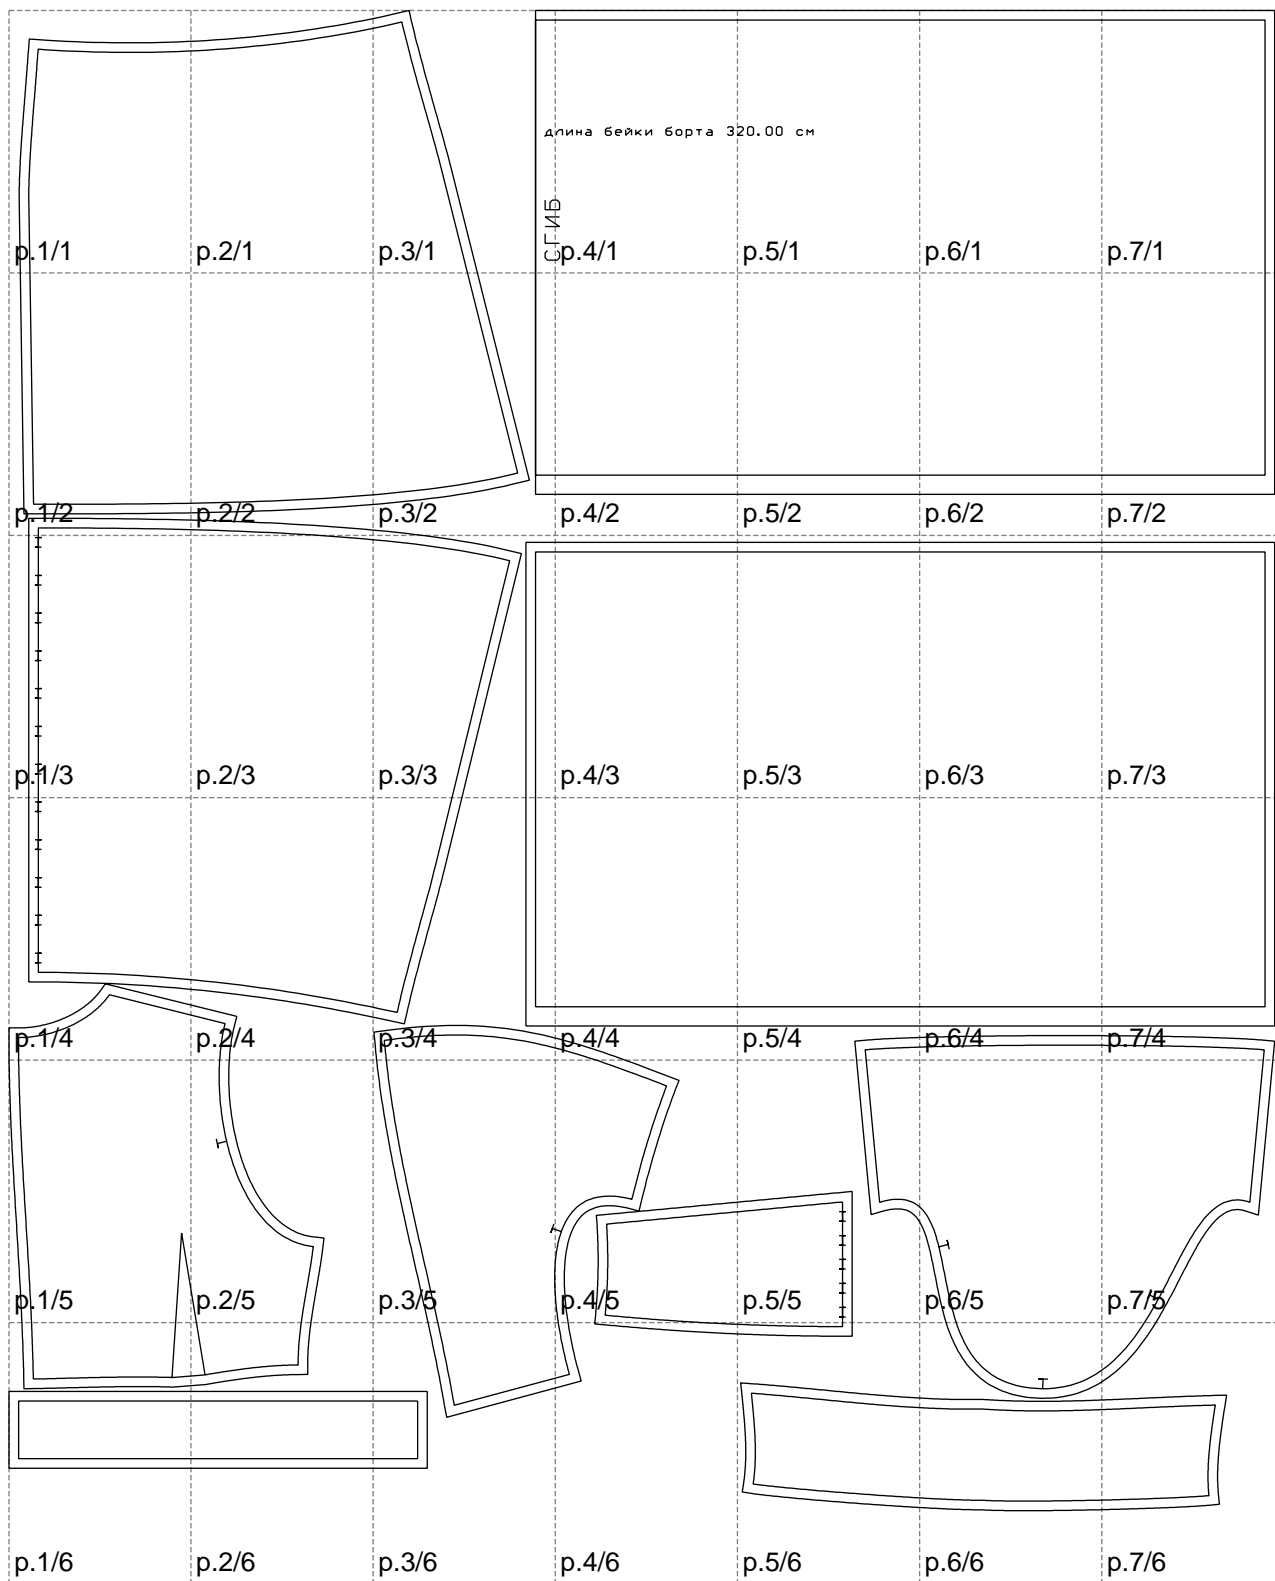 длина бейки борта 320.00 см
СГИБ
p.1/1 p.2/1 p.3/1 p.4/1 p.5/1 p.6/1 p.7/1
p.1/2 p.2/2 p.3/2 p.4/2 p.5/2 p.6/2 p.7/2
p.1/3 p.2/3 p.3/3 p.4/3 p.5/3 p.6/3 p.7/3
p.1/4 p.2/4 p.3/4 p.4/4 p.5/4 p.6/4 p.7/4
p.1/5 p.2/5 p.3/5 p.4/5 p.5/5 p.6/5 p.7/5
p.1/6 p.2/6 p.3/6 p.4/6 p.5/6 p.6/6 p.7/6